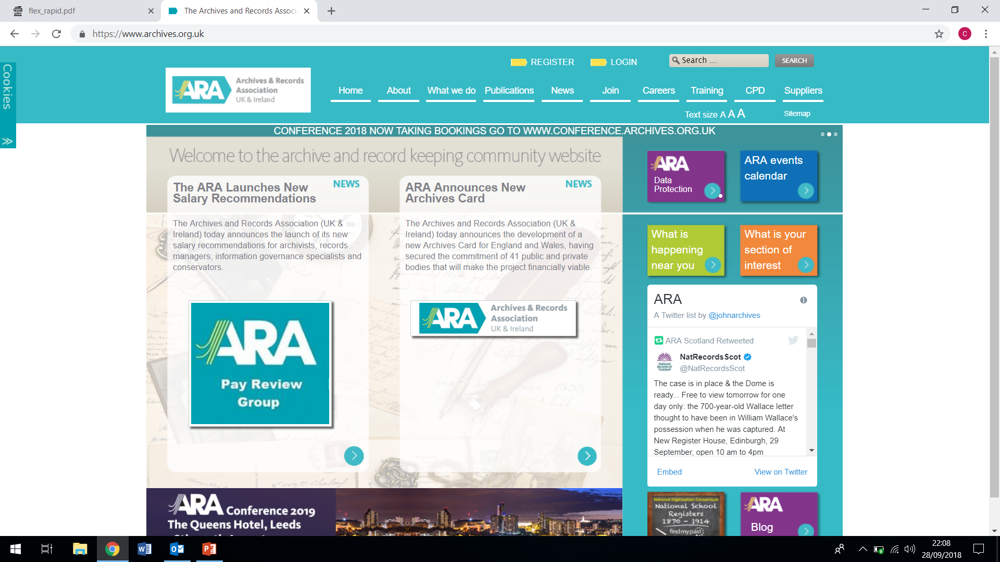 flex_rapid.pdf
The Archives and Records Associa
https://www.archives.org.uk
C
Cookies
REGISTER
LOGIN
Search ...
SEARCH
ARA
Archives & Records
Association
UK & Ireland
Home
About
What we do
Publications
News
Join
Careers
Training
CPD
Suppliers
Text size A A A
Sitemap
CONFERENCE 2018 NOW TAKING BOOKINGS GO TO WWW.CONFERENCE.ARCHIVES.ORG.UK
Welcome to the archive and record keeping community website
NEWS
The ARA Launches New
Salary Recommendations
The Archives and Records Association (UK &
Ireland) today announces the launch of its new
salary recommendations for archivists, records
managers, information governance specialists and
conservators.
ARA
Pay Review
Group
NEWS
ARA Announces New
Archives Card
The Archives and Records Association (UK &
Ireland) today announces the development of a
new Archives Card for England and Wales, having
secured the commitment of 41 public and private
bodies that will make the project financially viable.
ARA
Archives & Records
Association
UK & Ireland
ARA
Data
Protection
ARA events
calendar
What is
happening
near you
What is your
section of
interest
ARA
A Twitter list by @johnarchives
ARA Scotland Retweeted
NatRecordsScot
@NatRecordsScot
National
Records of
Scotland
The case is in place & the Dome is
ready... Free to view tomorrow for one
day only: the 700-year-old Wallace letter
thought to have been in William Wallace's
possession when he was captured. At
New Register House, Edinburgh, 29
September, open 10 am to 4pm
Embed
View on Twitter
ARA Conference 2019
The Queens Hotel, Leeds
National Digitisation Consortium
National School
Registers
1870 - 1914
findmypast
ARA
Blog
22:08
28/09/2018